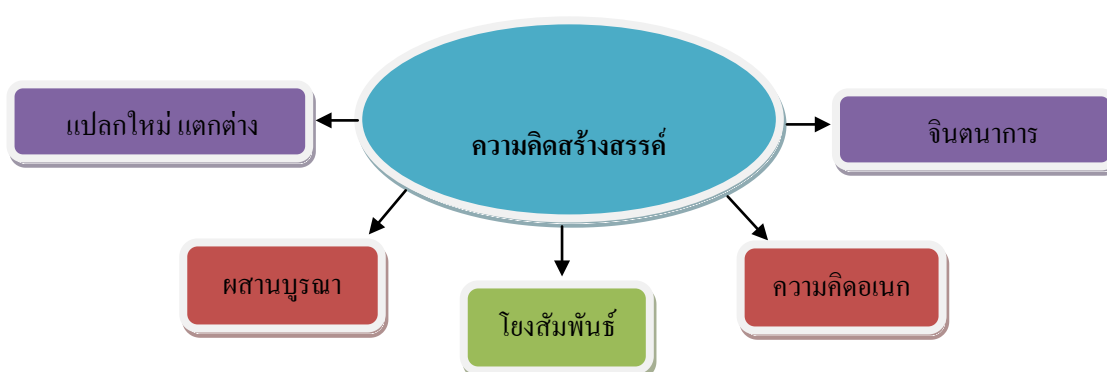 ความคิดสร้างสรรค์
แปลกใหม่ แตกต่าง
จินตนาการ
ผสานบูรณา
โยงสัมพันธ์
ความคิดอเนก